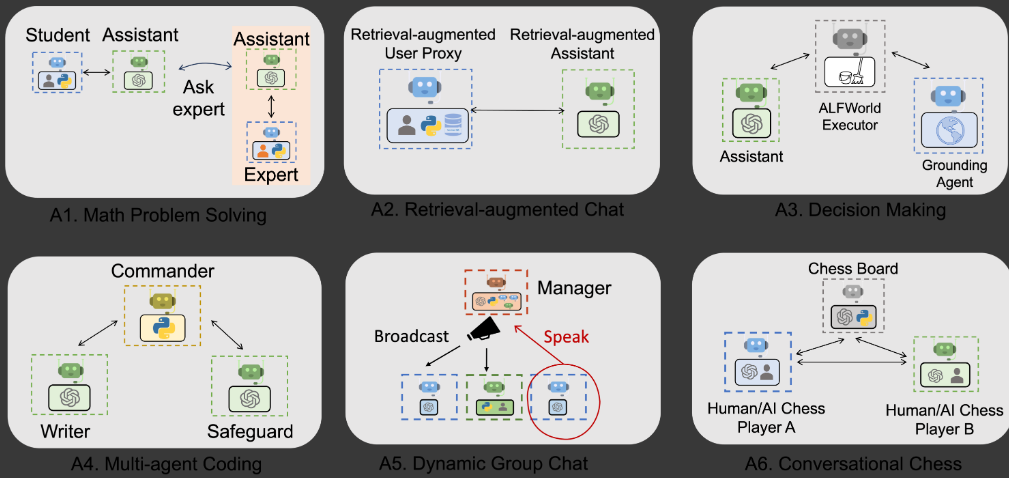 Student
Assistant
Assistant
Ask
expert
Expert
A1. Math Problem Solving
Retrieval-augmented
User Proxy
Retrieval-augmented
Assistant
A2. Retrieval-augmented Chat
Assistant
ALFWorld
Executor
Grounding
Agent
A3. Decision Making
Commander
Writer
Safeguard
A4. Multi-agent Coding
Manager
Broadcast
Speak
A5. Dynamic Group Chat
Chess Board
Human/AI Chess
Player A
Human/AI Chess
Player B
A6. Conversational Chess